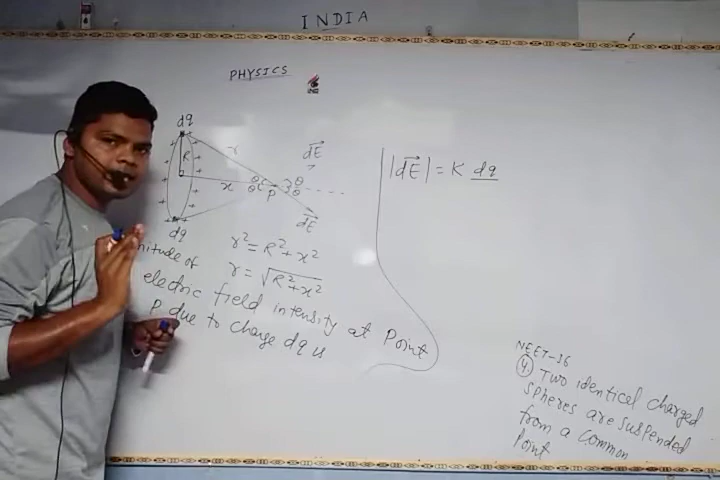 INDIA
PHYSICS
dq
r
dE
R
x
θ
θ
P
θ
θ
dE
dq
r² = R² + x²
r = √R² + x²
nitude of
electric field intensity at Point
P due to charge dq is
|dE| = K dq
NEET-16
(4) Two identical charged
spheres are suspended
from a common
Point